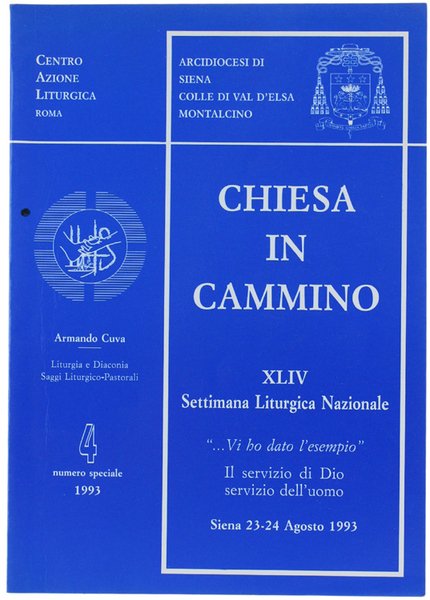 CENTRO
AZIONE
LITURGICA
ROMA
ARCIDIOCESI DI
SIENA
COLLE DI VAL D'ELSA
MONTALCINO
CHIESA
IN
CAMMINO
Armando Cuva
Liturgia e Diaconia
Saggi Liturgico-Pastorali
4
numero speciale
1993
XLIV
Settimana Liturgica Nazionale
“...Vi ho dato l'esempio”
Il servizio di Dio
servizio dell'uomo
Siena 23-24 Agosto 1993